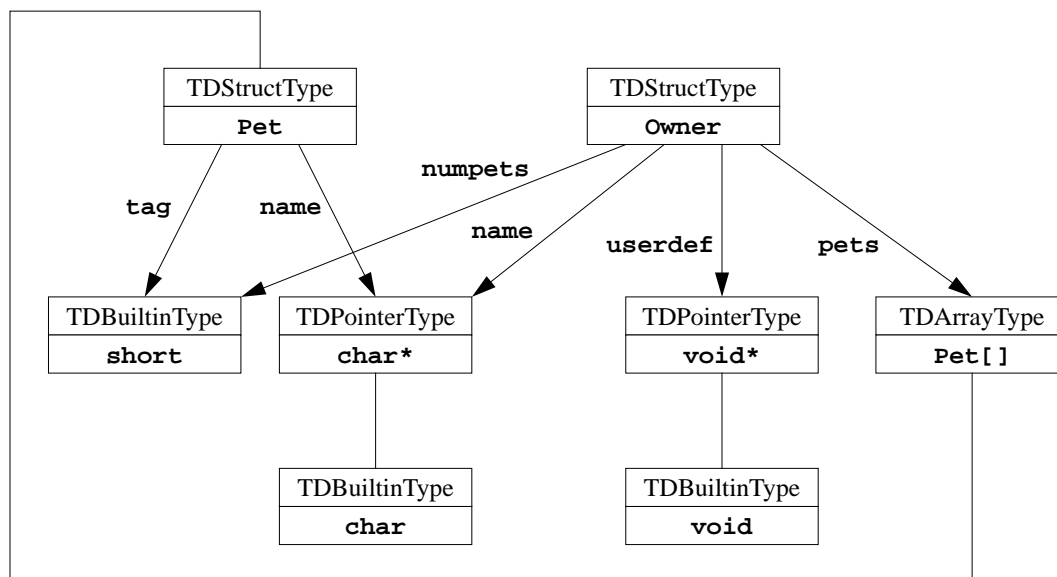 TDStructType
Pet
TDStructType
Owner
numpets
tag
name
name
userdef
pets
TDBuiltinType
short
TDPointerType
char*
TDPointerType
void*
TDArrayType
Pet[]
TDBuiltinType
char
TDBuiltinType
void